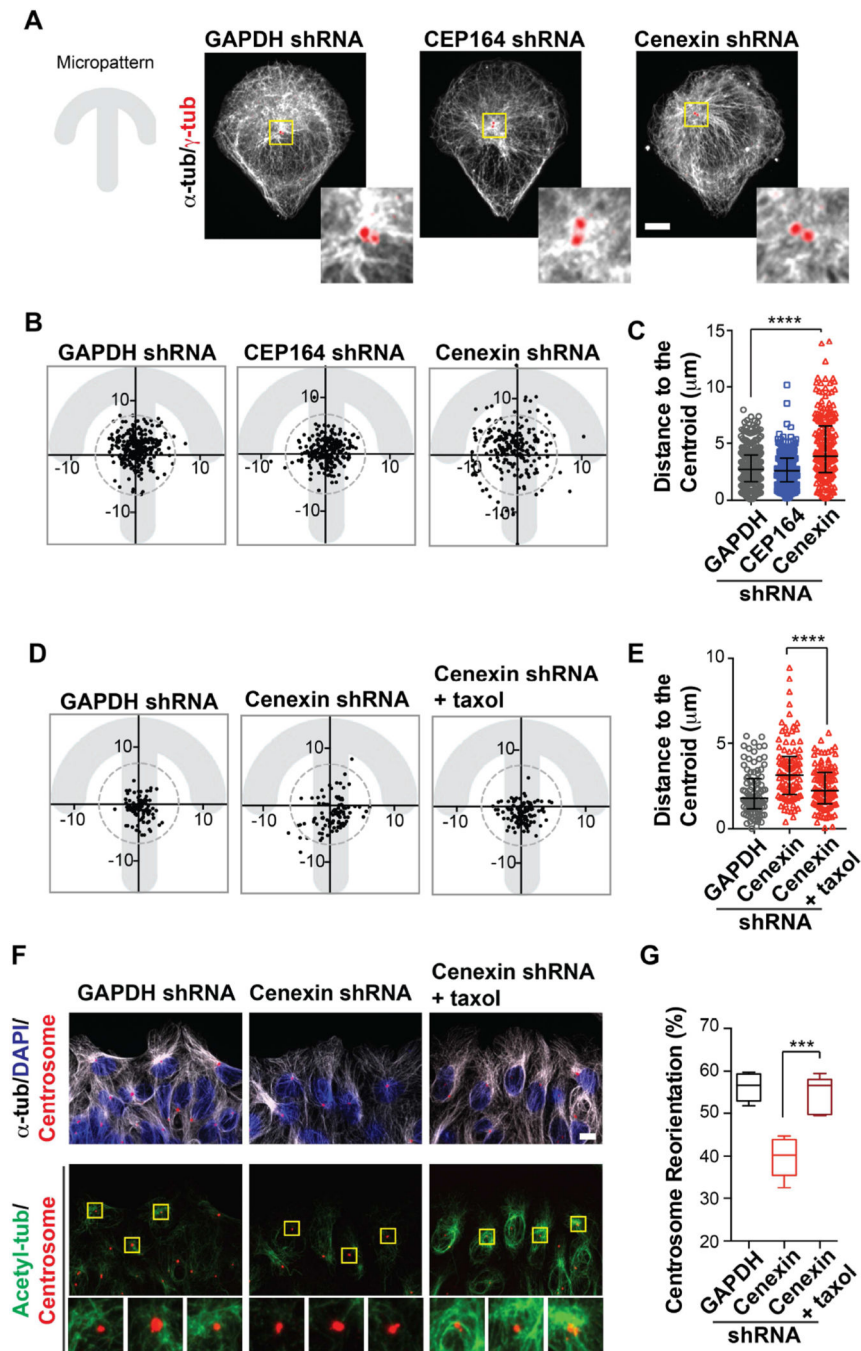 A
Micropattern
GAPDH shRNA
CEP164 shRNA
Cenexin shRNA
α-tub/γ-tub
B
GAPDH shRNA
CEP164 shRNA
Cenexin shRNA
10
-10
10
-10
10
-10
10
-10
10
-10
10
-10
C
****
Distance to the
Centroid (μm)
15
10
5
0
GAPDH
CEP164
Cenexin
shRNA
D
GAPDH shRNA
Cenexin shRNA
Cenexin shRNA
+ taxol
10
-10
10
-10
10
-10
10
-10
10
-10
10
-10
E
****
Distance to the
Centroid (μm)
10
5
0
GAPDH
Cenexin
Cenexin
+ taxol
shRNA
F
GAPDH shRNA
Cenexin shRNA
Cenexin shRNA
+ taxol
α-tub/DAPI/
Centrosome
Acetyl-tub/
Centrosome
G
***
Centrosome Reorientation (%)
70
60
50
40
30
20
GAPDH
Cenexin
Cenexin
+ taxol
shRNA